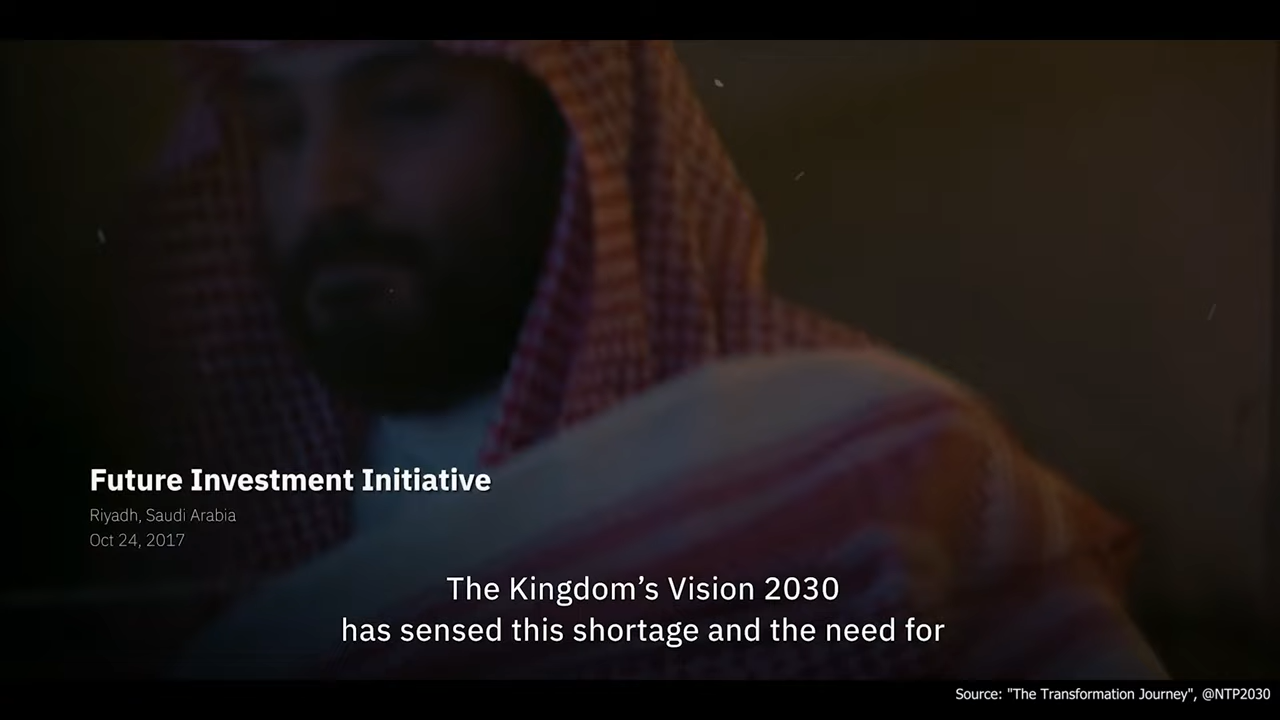 Future Investment Initiative
Riyadh, Saudi Arabia
Oct 24, 2017
The Kingdom’s Vision 2030
has sensed this shortage and the need for
Source: "The Transformation Journey", @NTP2030